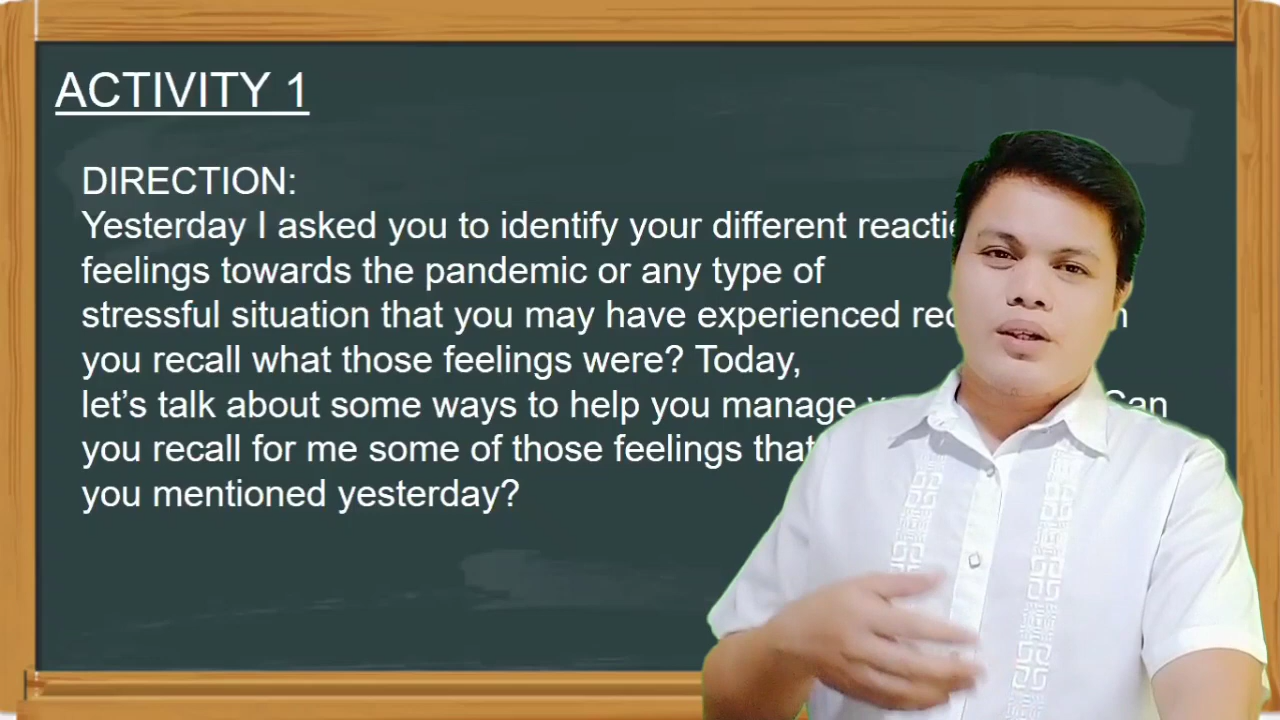 ACTIVITY 1
DIRECTION:
Yesterday I asked you to identify your different
feelings towards the pandemic or any type of
stressful situation that you may have experienced
you recall what those feelings were? Today,
let’s talk about some ways to help you manage Can
you recall for me some of those feelings that
you mentioned yesterday?